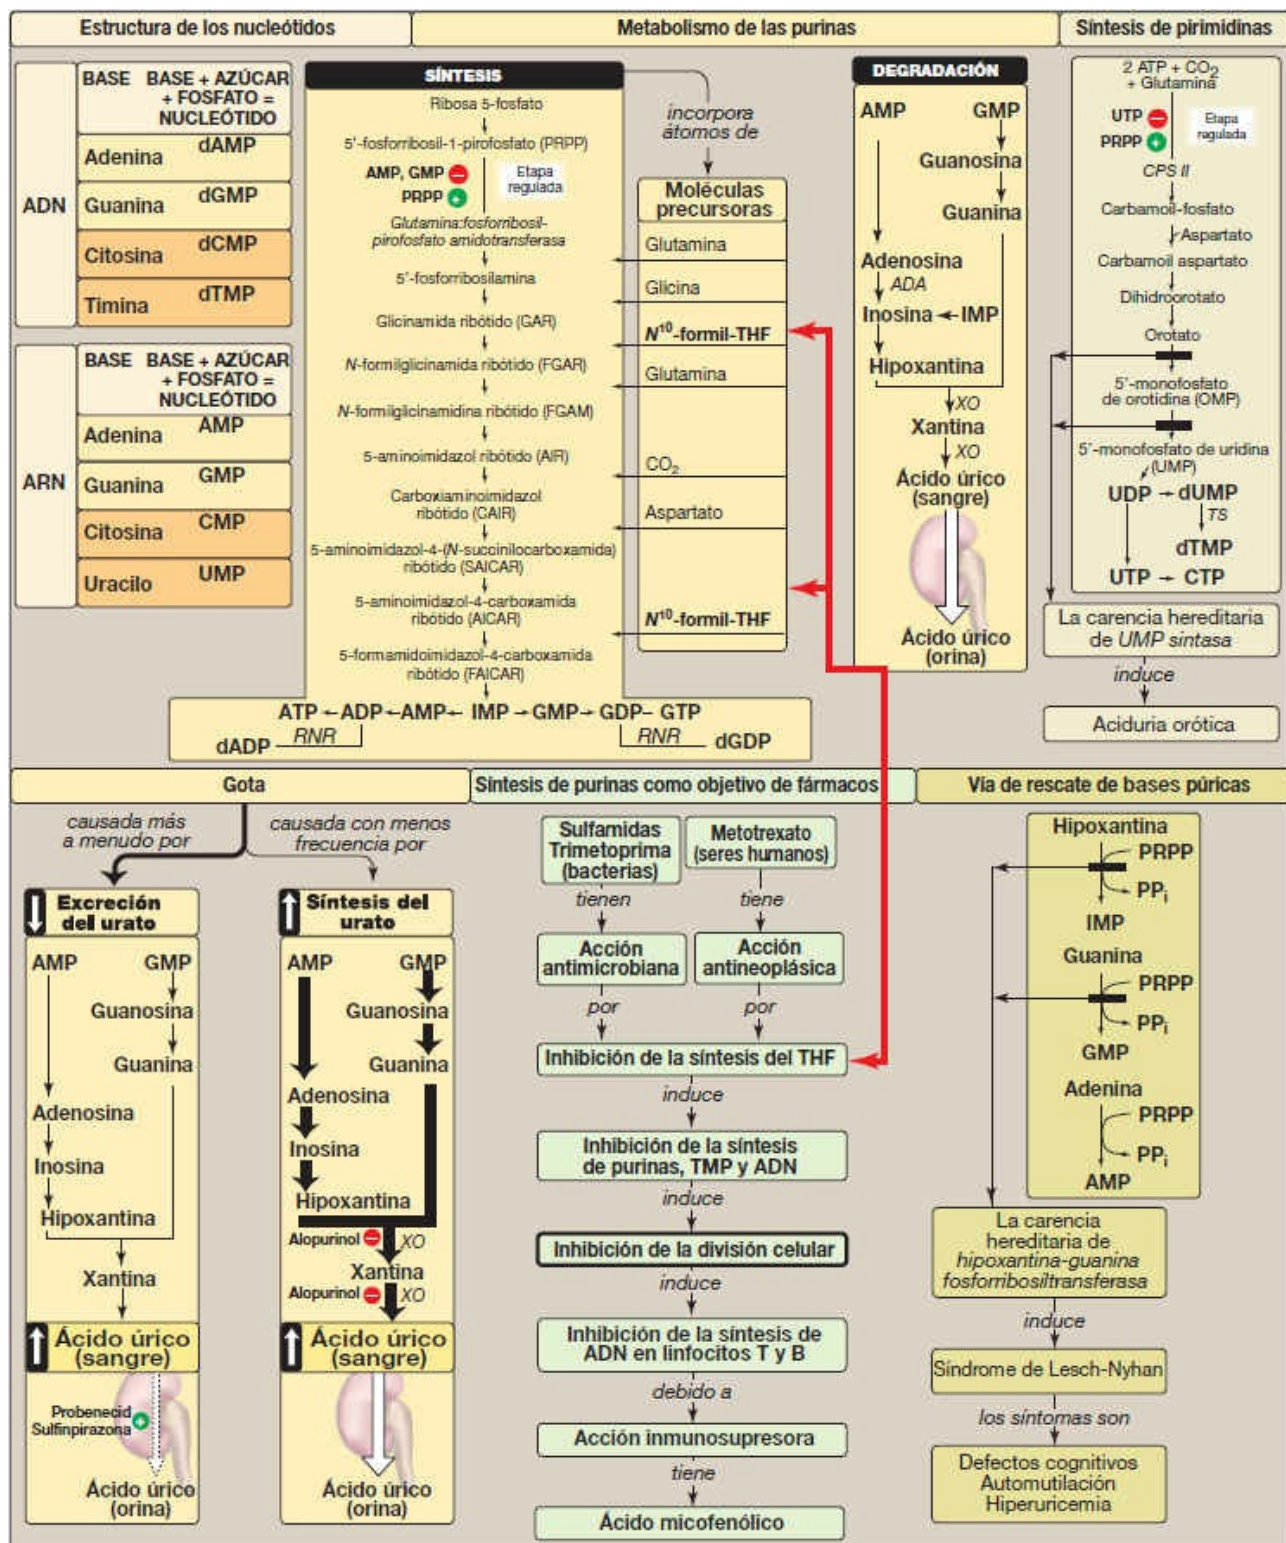 Estructura de los nucleótidos
Metabolismo de las purinas
Síntesis de pirimidinas
ADN
BASE BASE + AZÚCAR
+ FOSFATO =
NUCLEÓTIDO
Adenina dAMP
Guanina dGMP
Citosina dCMP
Timina dTMP
ARN
BASE BASE + AZÚCAR
+ FOSFATO =
NUCLEÓTIDO
Adenina AMP
Guanina GMP
Citosina CMP
Uracilo UMP
SÍNTESIS
Ribosa 5-fosfato
5'-fosforribosil-1-pirofosfato (PRPP)
AMP, GMP −
PRPP +
Etapa
regulada
Glutamina:fosforribosil-
pirofosfato amidotransferasa
5'-fosforribosilamina
Glicinamida ribótido (GAR)
N-formilglicinamida ribótido (FGAR)
N-formilglicinamidina ribótido (FGAM)
5-aminoimidazol ribótido (AIR)
Carboxiaminoimidazol
ribótido (CAIR)
5-aminoimidazol-4-(N-succinilocarboxamida)
ribótido (SAICAR)
5-aminoimidazol-4-carboxamida
ribótido (AICAR)
5-formamidoimidazol-4-carboxamida
ribótido (FAICAR)
ATP ADP AMP IMP GMP GDP GTP
dADP RNR RNR dGDP
incorpora
átomos de
Moléculas
precursoras
Glutamina
Glicina
N10-formil-THF
Glutamina
CO2
Aspartato
N10-formil-THF
DEGRADACIÓN
AMP GMP
Guanosina
Guanina
Adenosina
ADA
Inosina IMP
Hipoxantina
XO
Xantina
XO
Ácido úrico
(sangre)
Ácido úrico
(orina)
2 ATP + CO2
+ Glutamina
UTP −
PRPP +
Etapa
regulada
CPS II
Carbamoil-fosfato
Aspartato
Carbamoil aspartato
Dihidroorotato
Orotato
5'-monofosfato
de orotidina (OMP)
5'-monofosfato de uridina
(UMP)
UDP dUMP
TS
dTMP
UTP CTP
La carencia hereditaria
de UMP sintasa
induce
Aciduria orótica
Gota
causada más
a menudo por
causada con menos
frecuencia por
Excreción
del urato
AMP GMP
Guanosina
Guanina
Adenosina
Inosina
Hipoxantina
Xantina
Ácido úrico
(sangre)
Probenecid
Sulfinpirazona
+
Ácido úrico
(orina)
Síntesis del
urato
AMP GMP
Guanosina
Guanina
Adenosina
Inosina
Hipoxantina
Alopurinol − XO
Xantina
Alopurinol − XO
Ácido úrico
(sangre)
Ácido úrico
(orina)
Síntesis de purinas como objetivo de fármacos
Sulfamidas
Trimetoprima
(bacterias)
Metotrexato
(seres humanos)
tienen
tiene
Acción
antimicrobiana
Acción
antineoplásica
por
por
Inhibición de la síntesis del THF
induce
Inhibición de la síntesis
de purinas, TMP y ADN
induce
Inhibición de la división celular
induce
Inhibición de la síntesis de
ADN en linfocitos T y B
debido a
Acción inmunosupresora
tiene
Ácido micofenólico
Vía de rescate de bases púricas
Hipoxantina
PRPP
PPi
IMP
Guanina
PRPP
PPi
GMP
Adenina
PRPP
PPi
AMP
La carencia
hereditaria de
hipoxantina-guanina
fosforribosiltransferasa
induce
Síndrome de Lesch-Nyhan
los síntomas son
Defectos cognitivos
Automutilación
Hiperuricemia